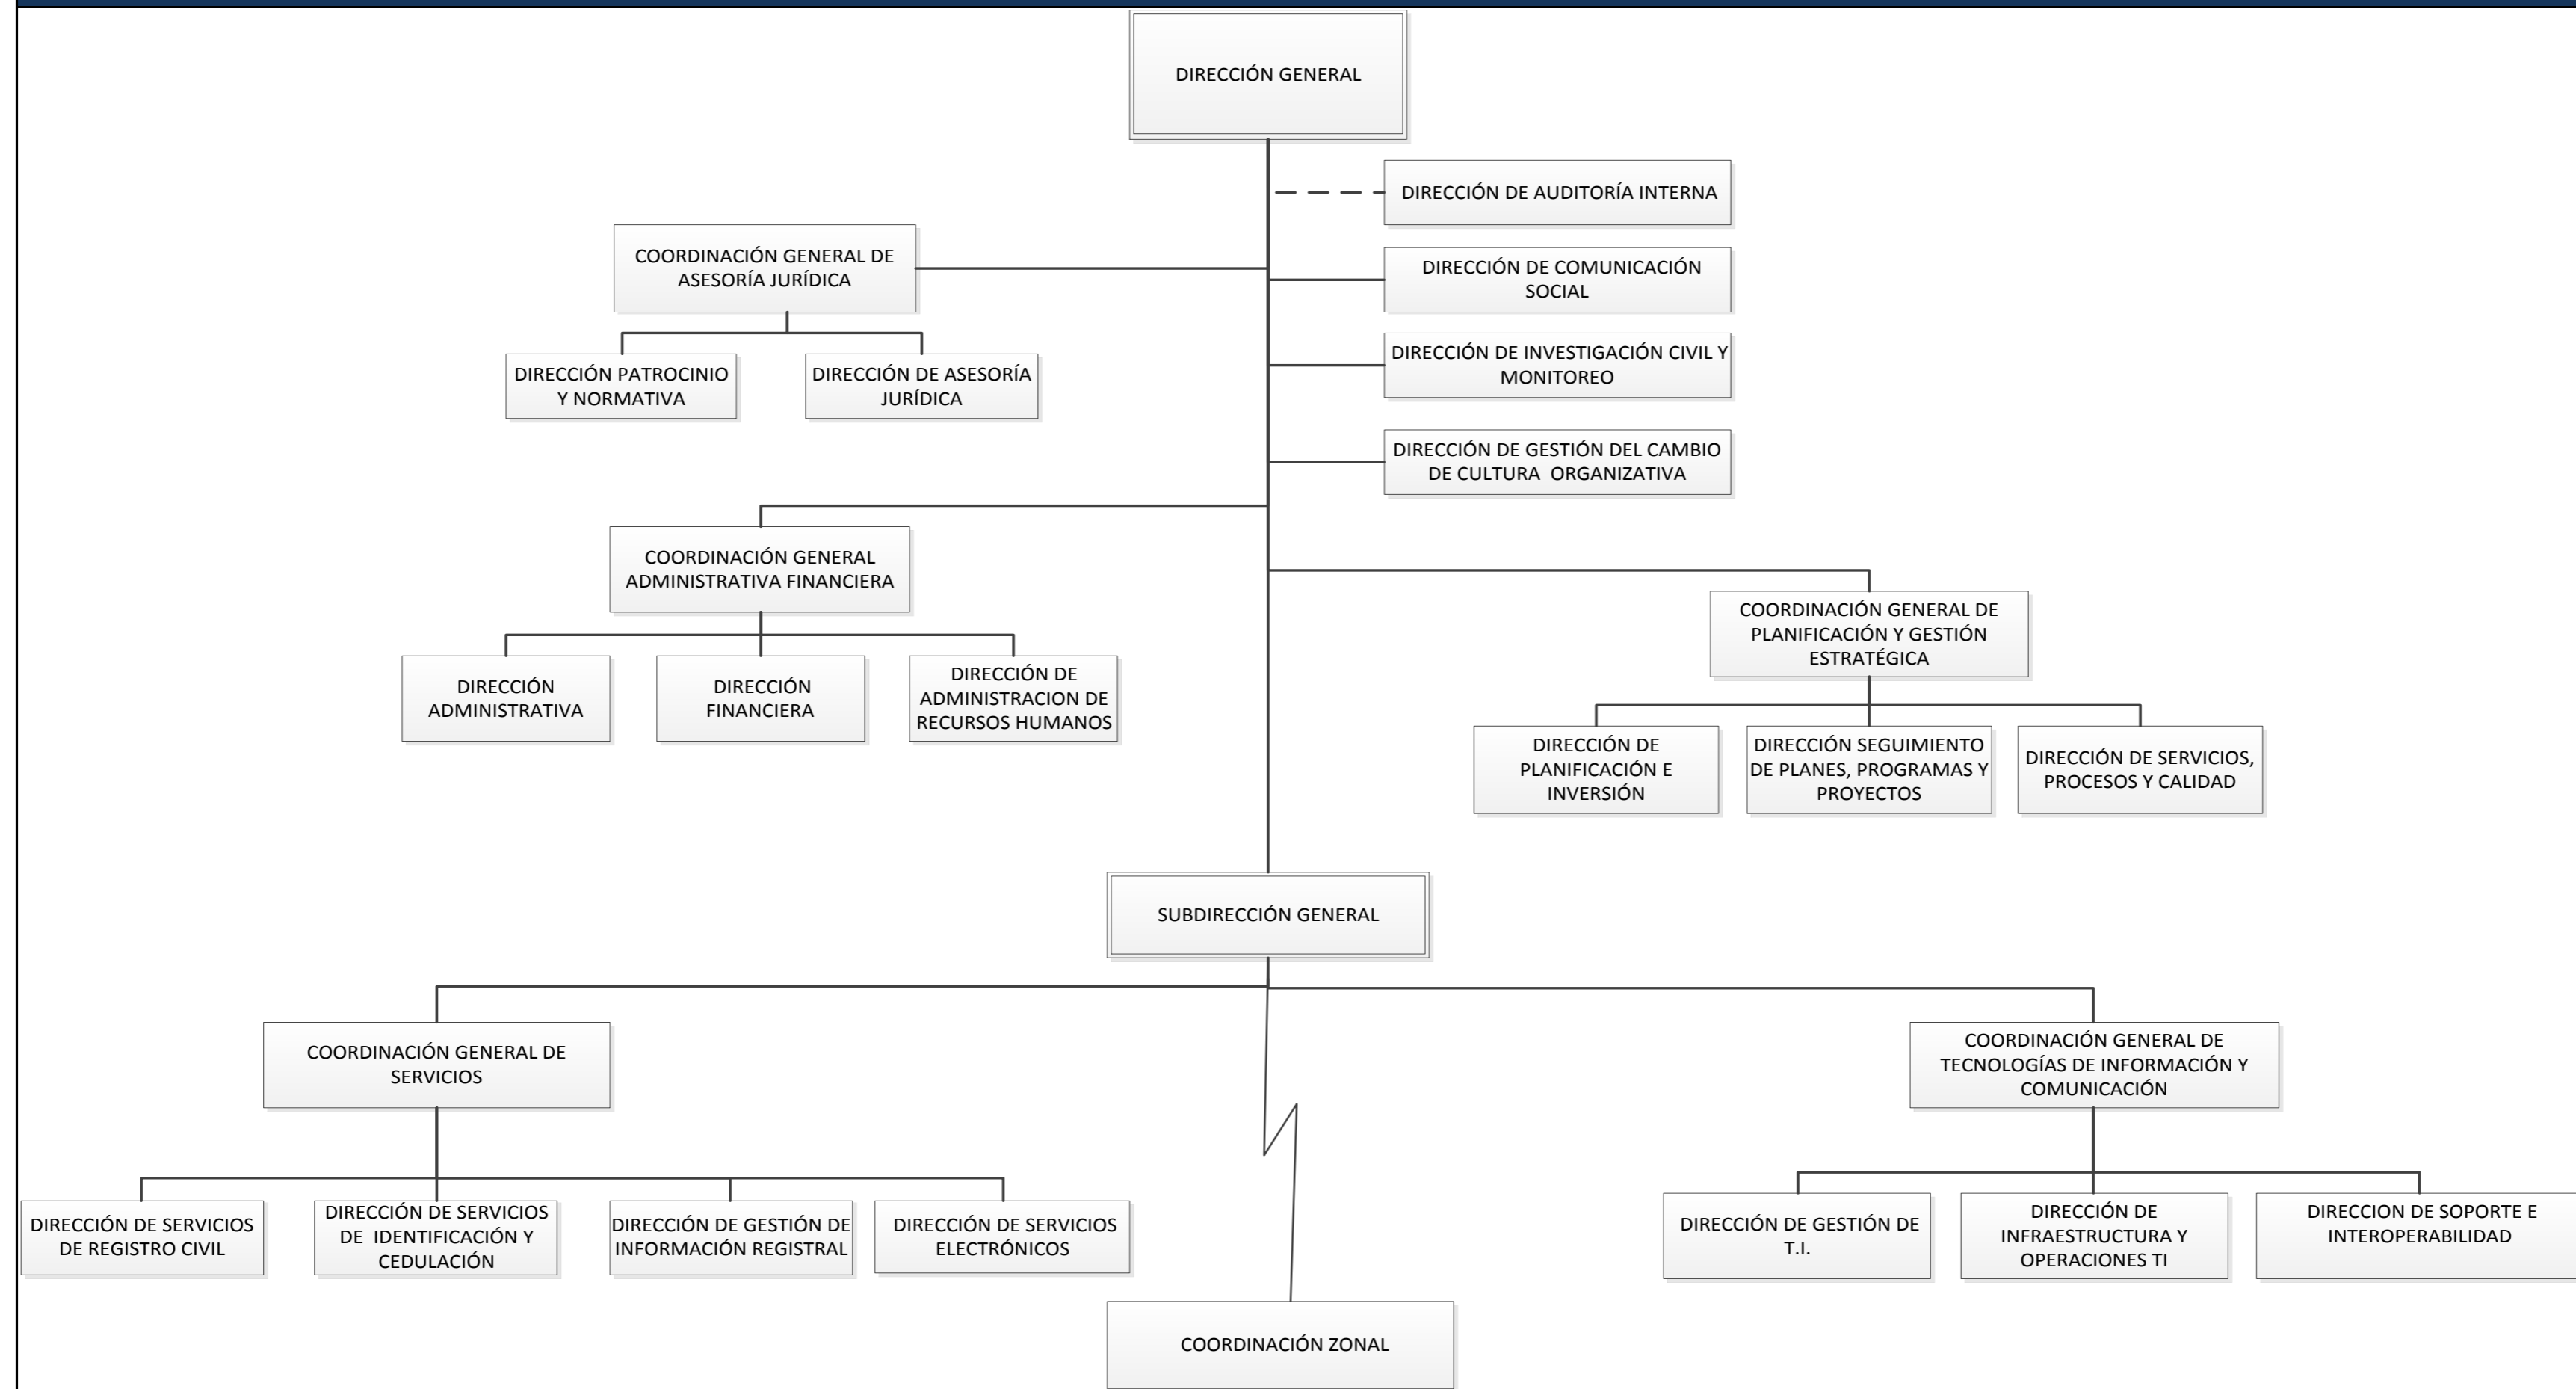 DIRECCIÓN GENERAL
DIRECCIÓN DE AUDITORÍA INTERNA
COORDINACIÓN GENERAL DE
ASESORÍA JURÍDICA
DIRECCIÓN DE COMUNICACIÓN
SOCIAL
DIRECCIÓN DE INVESTIGACIÓN CIVIL Y
MONITOREO
DIRECCIÓN PATROCINIO
Y NORMATIVA
DIRECCIÓN DE ASESORÍA
JURÍDICA
DIRECCIÓN DE GESTIÓN DEL CAMBIO
DE CULTURA  ORGANIZATIVA
COORDINACIÓN GENERAL
ADMINISTRATIVA FINANCIERA
COORDINACIÓN GENERAL DE
PLANIFICACIÓN Y GESTIÓN
ESTRATÉGICA
DIRECCIÓN
ADMINISTRATIVA
DIRECCIÓN
FINANCIERA
DIRECCIÓN DE
ADMINISTRACION DE
RECURSOS HUMANOS
DIRECCIÓN DE
PLANIFICACIÓN E
INVERSIÓN
DIRECCIÓN SEGUIMIENTO
DE PLANES, PROGRAMAS Y
PROYECTOS
DIRECCIÓN DE SERVICIOS,
PROCESOS Y CALIDAD
SUBDIRECCIÓN GENERAL
COORDINACIÓN GENERAL DE
SERVICIOS
COORDINACIÓN GENERAL DE
TECNOLOGÍAS DE INFORMACIÓN Y
COMUNICACIÓN
DIRECCIÓN DE SERVICIOS
DE REGISTRO CIVIL
DIRECCIÓN DE SERVICIOS
DE  IDENTIFICACIÓN Y
CEDULACIÓN
DIRECCIÓN DE GESTIÓN DE
INFORMACIÓN REGISTRAL
DIRECCIÓN DE SERVICIOS
ELECTRÓNICOS
DIRECCIÓN DE GESTIÓN DE
T.I.
DIRECCIÓN DE
INFRAESTRUCTURA Y
OPERACIONES TI
DIRECCION DE SOPORTE E
INTEROPERABILIDAD
COORDINACIÓN ZONAL